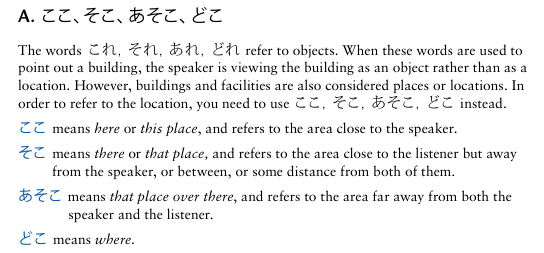 A. ここ、そこ、あそこ、どこ
The words これ, それ, あれ, どれ refer to objects. When these words are used to
point out a building, the speaker is viewing the building as an object rather than as a
location. However, buildings and facilities are also considered places or locations. In
order to refer to the location, you need to use ここ, そこ, あそこ, どこ instead.
ここ means here or this place, and refers to the area close to the speaker.
そこ means there or that place, and refers to the area close to the listener but away
from the speaker, or between, or some distance from both of them.
あそこ means that place over there, and refers to the area far away from both the
speaker and the listener.
どこ means where.